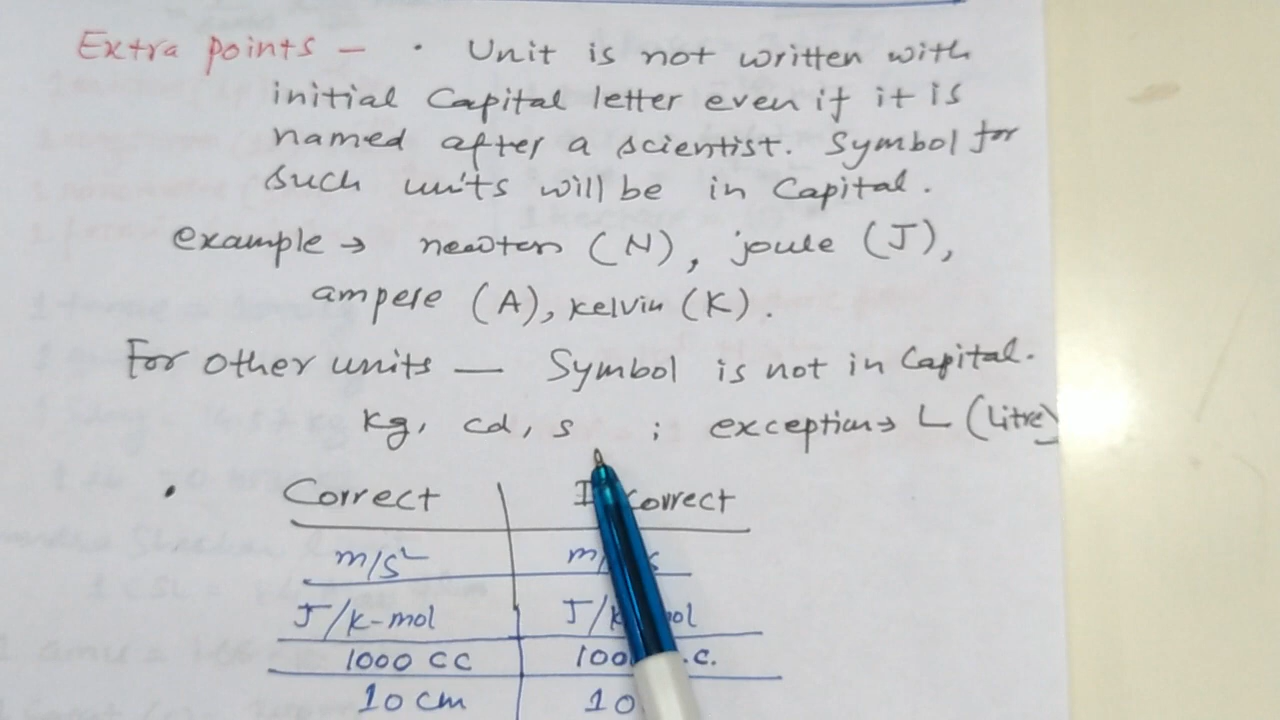 Extra points – • Unit is not written with
initial Capital letter even if it is
named after a scientist. Symbol for
such units will be in Capital.
example → newton (N), joule (J),
ampere (A), kelvin (K).
For other units — Symbol is not in Capital.
kg, cd, s ; exception→ L (Litre)
• Correct correct
m/s² m/
J/K-mol J/
1000 CC .c.
10 cm 10